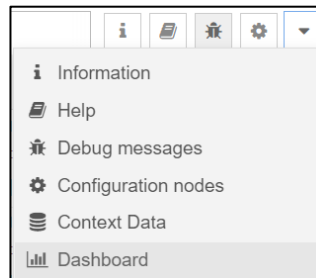 Information
Help
Debug messages
Configuration nodes
Context Data
Dashboard